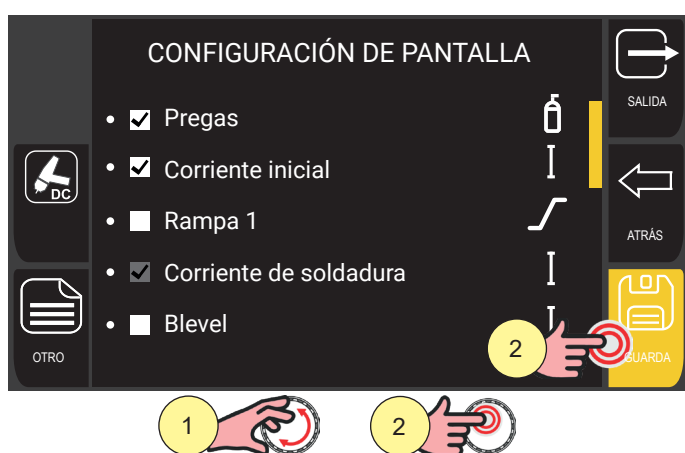 CONFIGURACIÓN DE PANTALLA
SALIDA
Pregas
Corriente inicial
DC
Rampa 1
ATRÁS
Corriente de soldadura
Blevel
2
OTRO
GUARDA
1
2